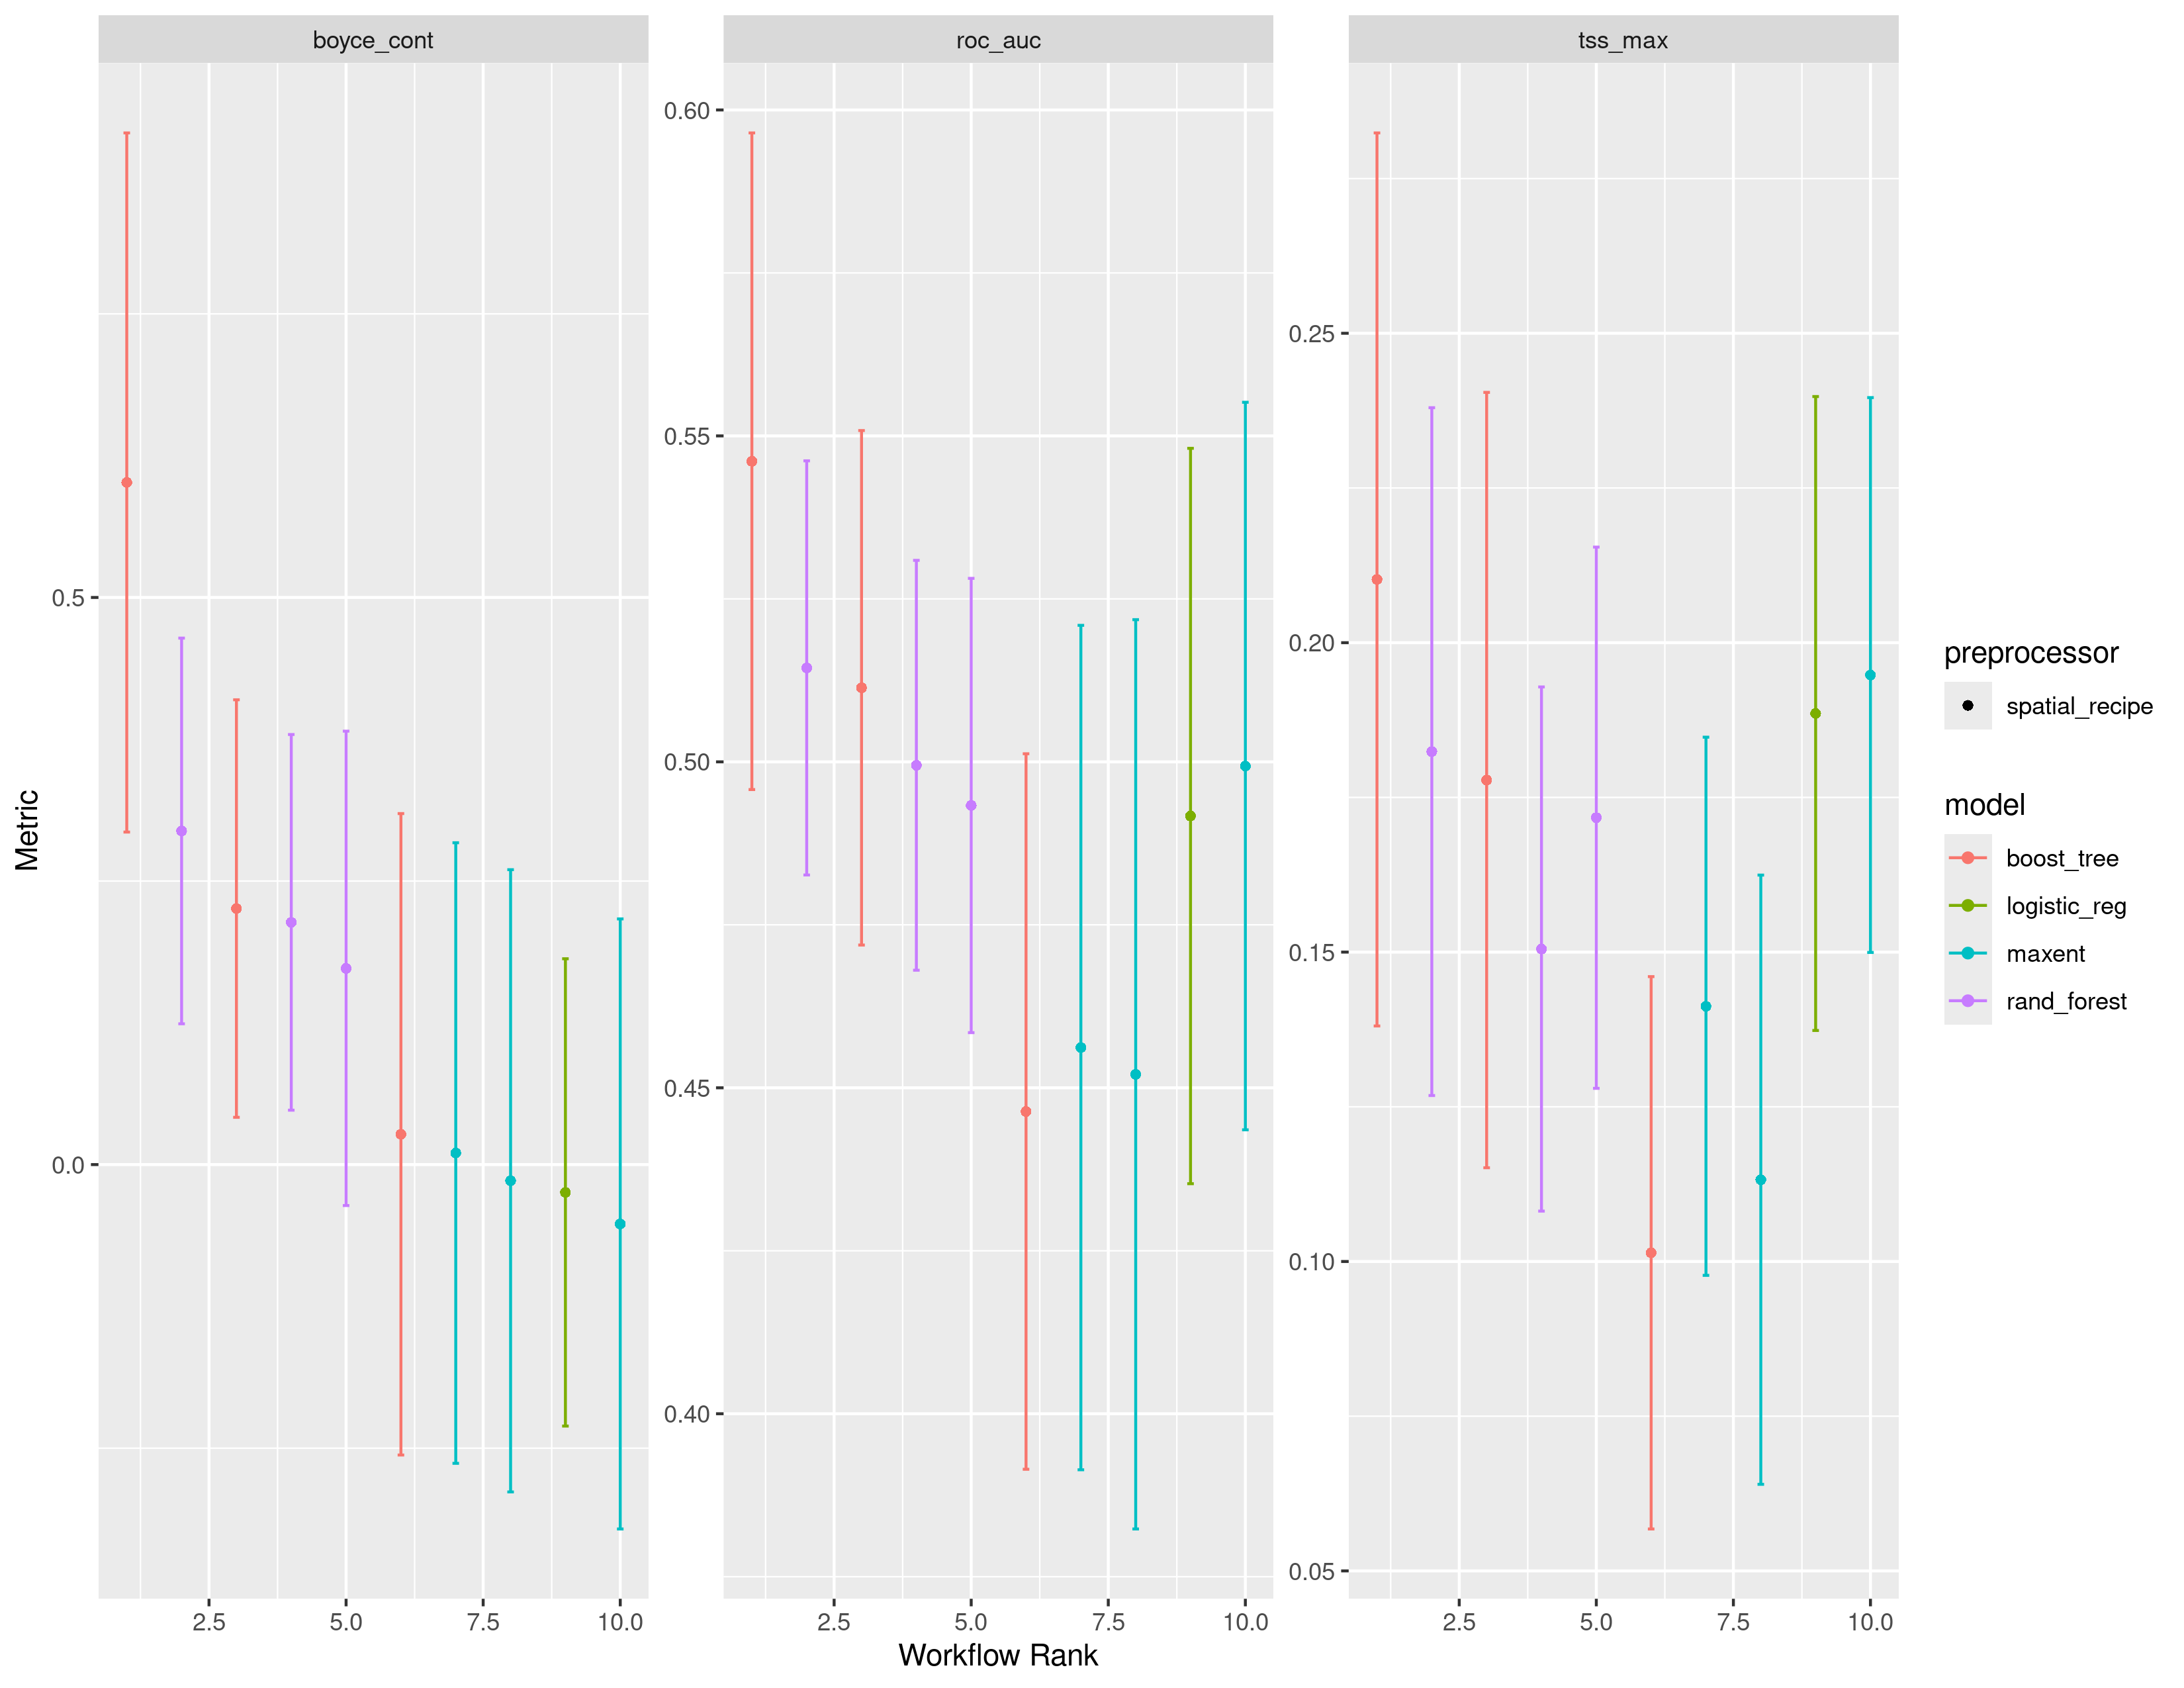 boyce_cont
roc_auc
tss_max
Metric
0.5
0.0
0.60
0.55
0.50
0.45
0.40
0.25
0.20
0.15
0.10
0.05
2.5 5.0 7.5 10.0
2.5 5.0 7.5 10.0
2.5 5.0 7.5 10.0
Workflow Rank
preprocessor
spatial_recipe
model
boost_tree
logistic_reg
maxent
rand_forest